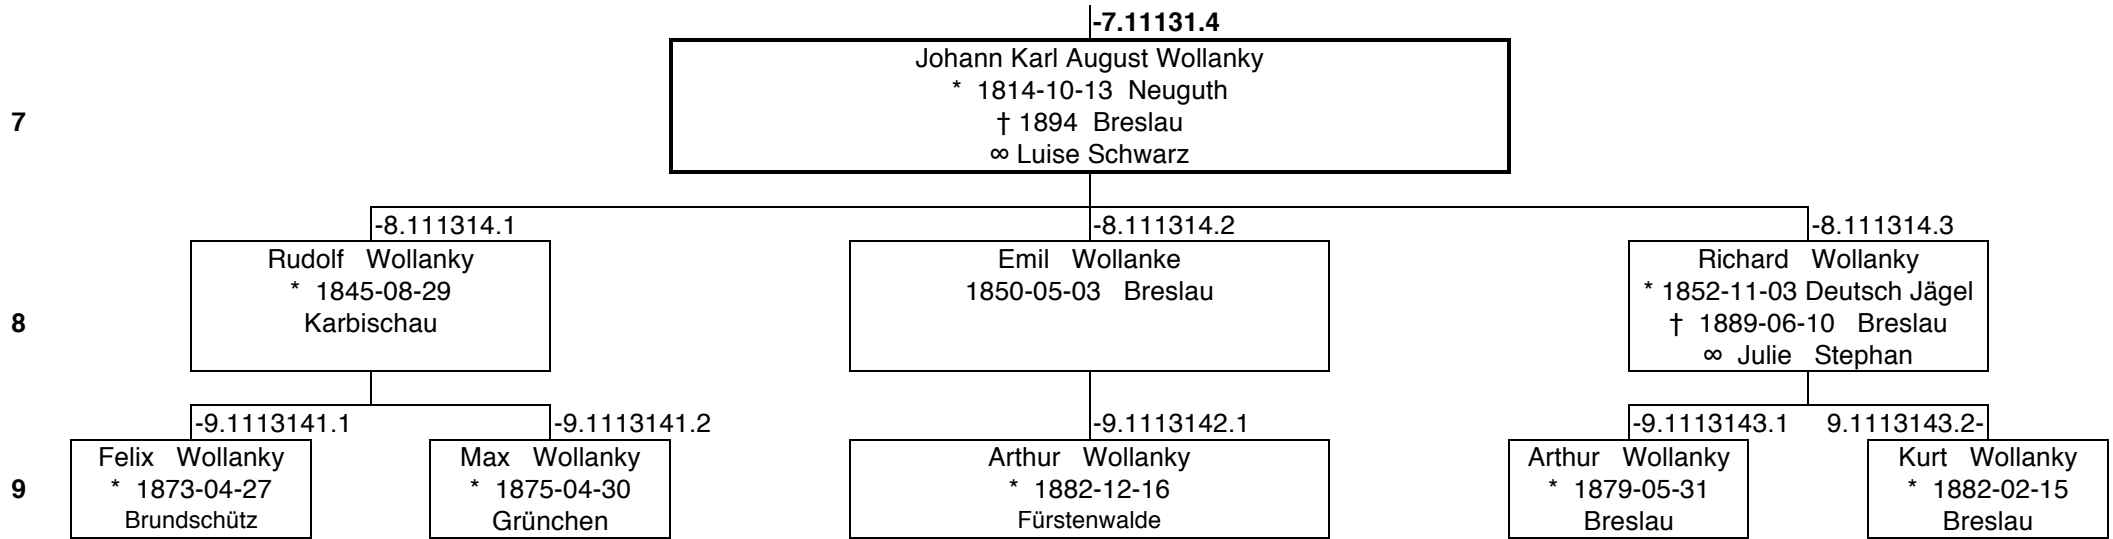 -7.11131.4
Johann Karl August Wollanky
* 1814-10-13 Neuguth
7
† 1894 Breslau
∞ Luise Schwarz
-8.111314.1
-8.111314.2
-8.111314.3
Rudolf Wollanky
* 1845-08-29
Karbischau
Emil Wollanke
1850-05-03 Breslau
Richard Wollanky
* 1852-11-03 Deutsch Jägel
† 1889-06-10 Breslau
∞ Julie Stephan
8
-9.1113141.1
-9.1113141.2
-9.1113142.1
-9.1113143.1
9.1113143.2-
Felix Wollanky
* 1873-04-27
Brundschütz
Max Wollanky
* 1875-04-30
Grünchen
Arthur Wollanky
* 1882-12-16
Fürstenwalde
Arthur Wollanky
* 1879-05-31
Breslau
Kurt Wollanky
* 1882-02-15
Breslau
9